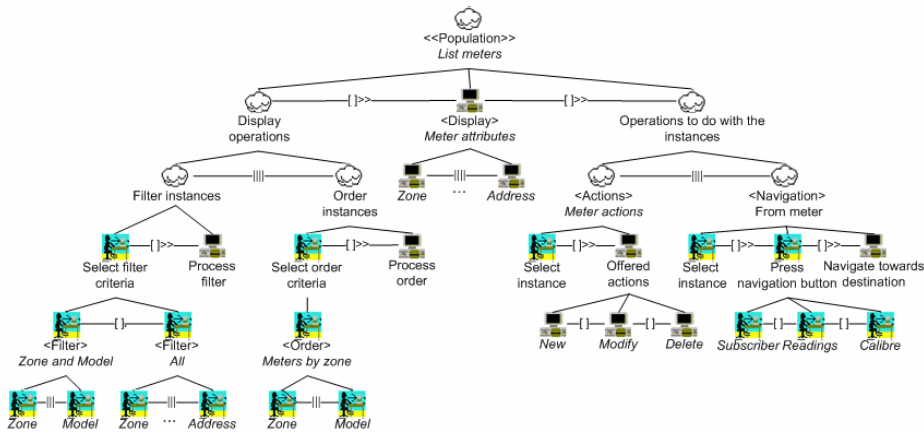 <<Population>>
List meters
[ ]>> [ ]>>
Display operations
<Display>
Meter attributes
Operations to do with the instances
|||| ||||  ||||
Filter instances
Order instances
Zone ... Address
<Actions>
Meter actions
<Navigation>
From meter
[ ]>> [ ]>> [ ]>> [ ]>> [ ]>>
Select filter criteria
Process filter
Select order criteria
Process order
Select instance
Offered actions
Select instance
Press navigation button
Navigate towards destination
[ ] [ ] [ ] [ ] [ ]
<Filter>
Zone and Model
<Filter>
All
<Order>
Meters by zone
New Modify Delete
Subscriber Readings Calibre
||| ||| |||
Zone Model Zone ... Address Zone Model